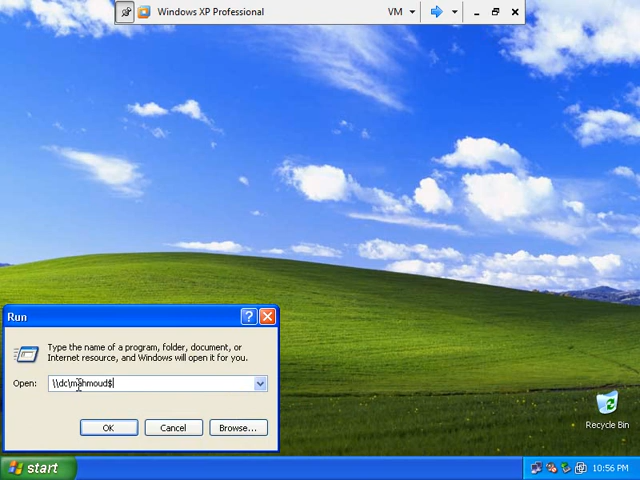 Windows XP Professional
VM
Run
Type the name of a program, folder, document, or
Internet resource, and Windows will open it for you.
Open:
\\dc\mahmoud$
OK
Cancel
Browse...
Recycle Bin
start
10:56 PM